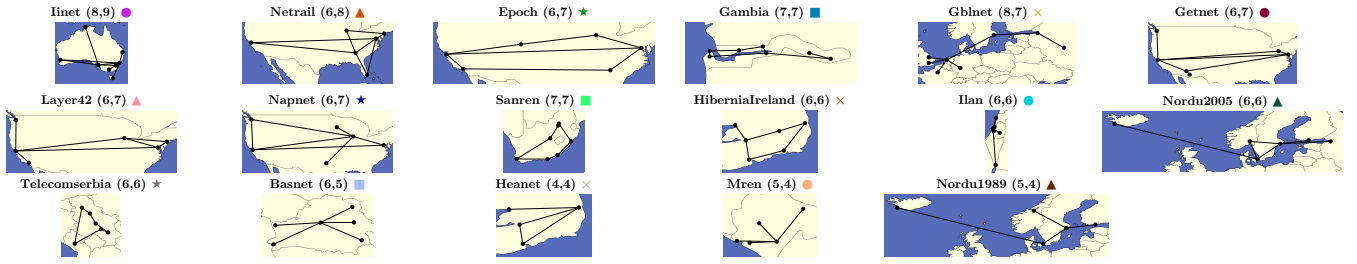 Iinet (8,9)
Netrail (6,8)
Epoch (6,7)
Gambia (7,7)
Gblnet (8,7)
Getnet (6,7)
Layer42 (6,7)
Napnet (6,7)
Sanren (7,7)
HiberniaIreland (6,6)
Ilan (6,6)
Nordu2005 (6,6)
Telecomserbia (6,6)
Basnet (6,5)
Heanet (4,4)
Mren (5,4)
Nordu1989 (5,4)